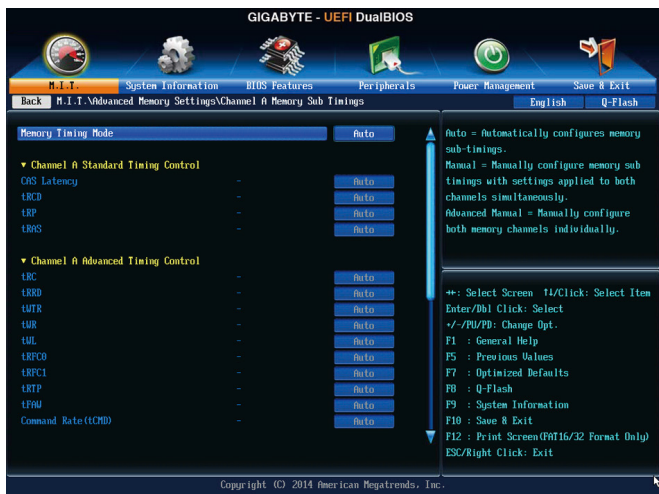 GIGABYTE - UEFI DualBIOS
M.I.T. System Information BIOS Features Peripherals Power Management Save & Exit
Back M.I.T.\Advanced Memory Settings\Channel A Memory Sub Timings English Q-Flash
Memory Timing Mode Auto
▼ Channel A Standard Timing Control
CAS Latency - Auto
tRCD - Auto
tRP - Auto
tRAS - Auto
▼ Channel A Advanced Timing Control
tRC - Auto
tRRD - Auto
tWTR - Auto
tWR - Auto
tWL - Auto
tRFC0 - Auto
tRFC1 - Auto
tRTP - Auto
tFAW - Auto
Command Rate(tCMD) - Auto
Auto = Automatically configures memory
sub-timings.
Manual = Manually configure memory sub
timings with settings applied to both
channels simultaneously.
Advanced Manual = Manually configure
both memory channels individually.
→←: Select Screen ↑↓/Click: Select Item
Enter/Dbl Click: Select
+/-/PU/PD: Change Opt.
F1 : General Help
F5 : Previous Values
F7 : Optimized Defaults
F8 : Q-Flash
F9 : System Information
F10 : Save & Exit
F12 : Print Screen(FAT16/32 Format Only)
ESC/Right Click: Exit
Copyright (C) 2014 American Megatrends, Inc.